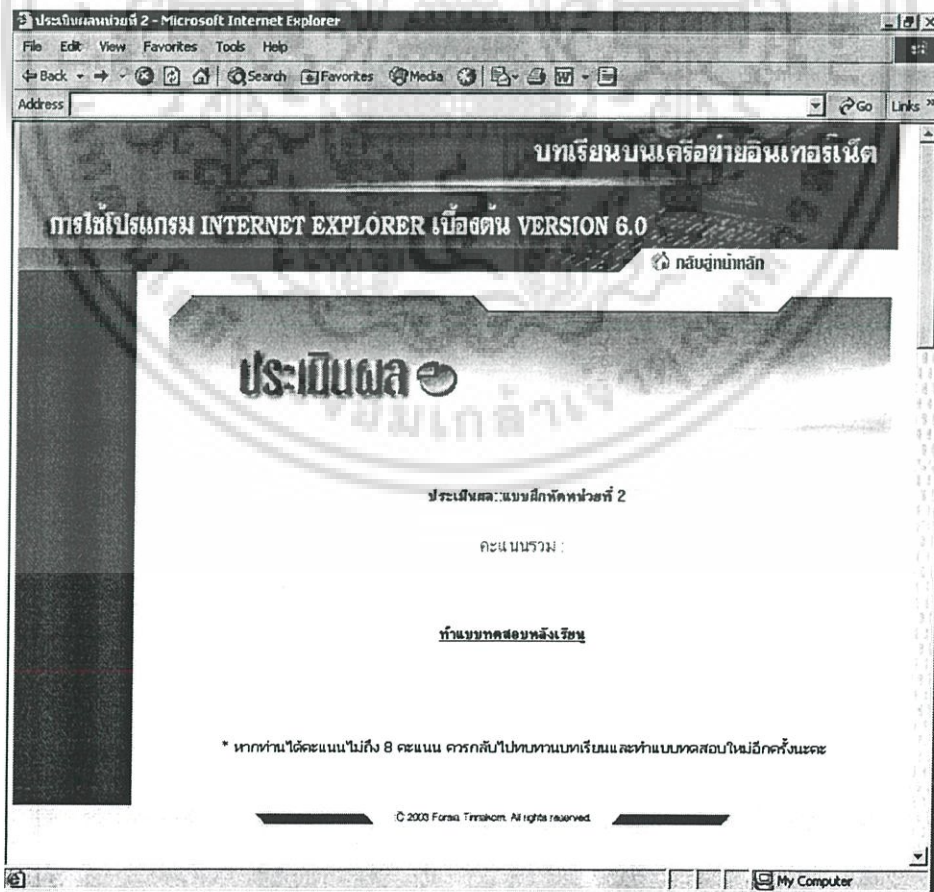 ประเมินผลหน่วยที่ 2 - Microsoft Internet Explorer
File Edit View Favorites Tools Help
Back Search Favorites Media
Address Go Links »
บทเรียนบนเครือข่ายอินเทอร์เน็ต
การใช้โปรแกรม INTERNET EXPLORER เบื้องต้น VERSION 6.0
กลับสู่หน้าหลัก
ประเมินผล
ประเมินผล::แบบฝึกหัดหน่วยที่ 2
คะแนนรวม :
ทำแบบทดสอบหลังเรียน
* หากท่านได้คะแนนไม่ถึง 8 คะแนน ควรกลับไปทบทวนบทเรียนและทำแบบทดสอบใหม่อีกครั้งนะคะ
© 2003 All rights reserved.
My Computer